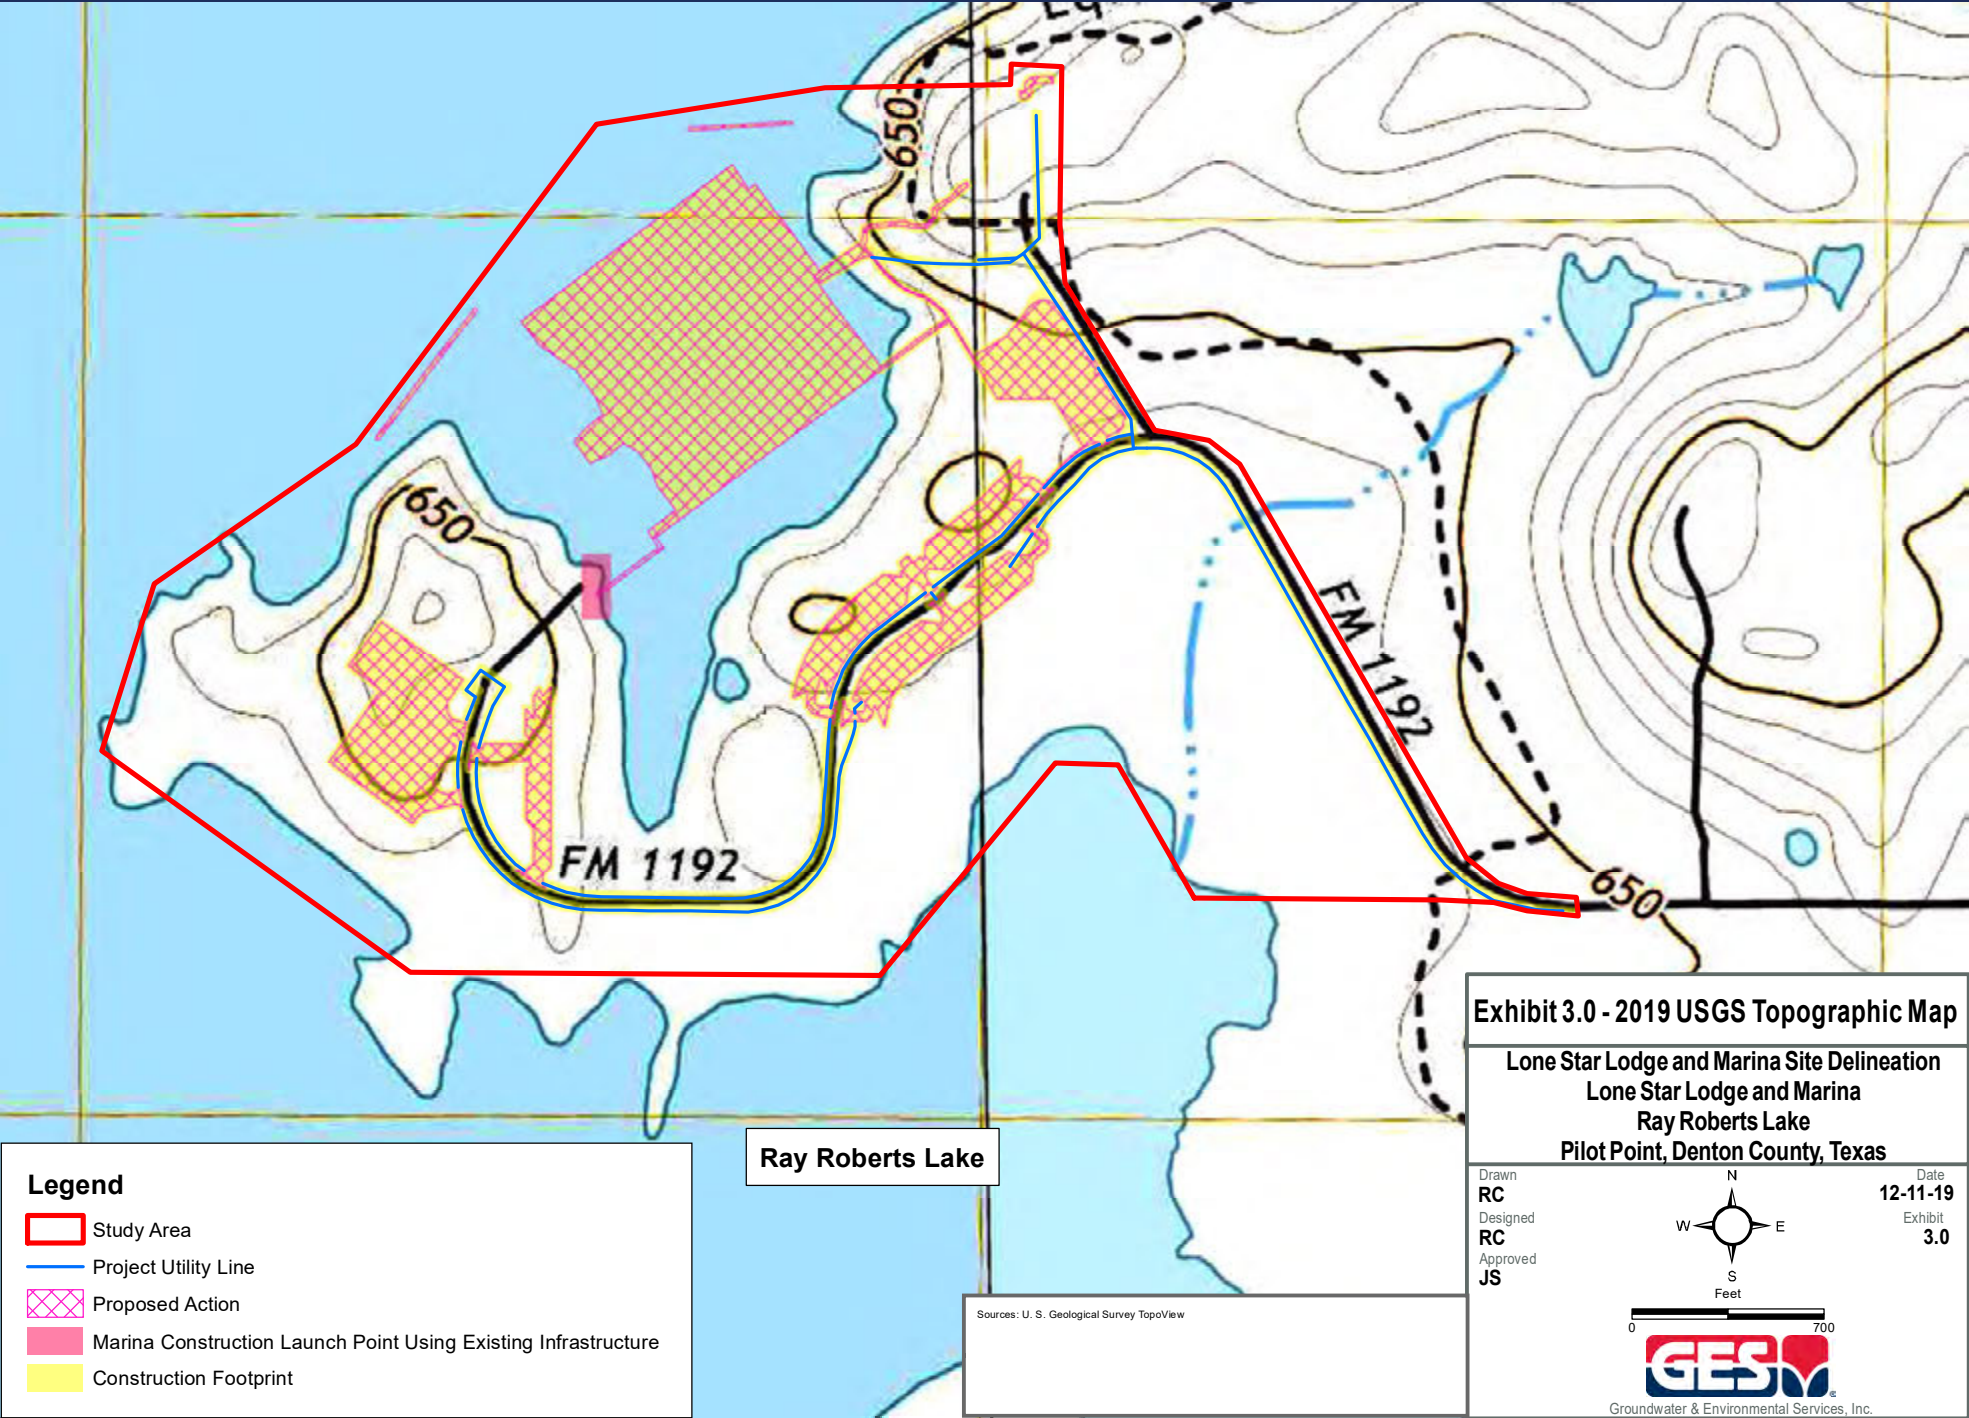 650
650
FM 1192
FM 1192
650
Ray Roberts Lake
Legend
Study Area
Project Utility Line
Proposed Action
Marina Construction Launch Point Using Existing Infrastructure
Construction Footprint
Sources: U. S. Geological Survey TopoView
Exhibit 3.0 - 2019 USGS Topographic Map
Lone Star Lodge and Marina Site Delineation
Lone Star Lodge and Marina
Ray Roberts Lake
Pilot Point, Denton County, Texas
Drawn
RC
Designed
RC
Approved
JS
N
W E
S
Date
12-11-19
Exhibit
3.0
Feet
0 700
GES
Groundwater & Environmental Services, Inc.